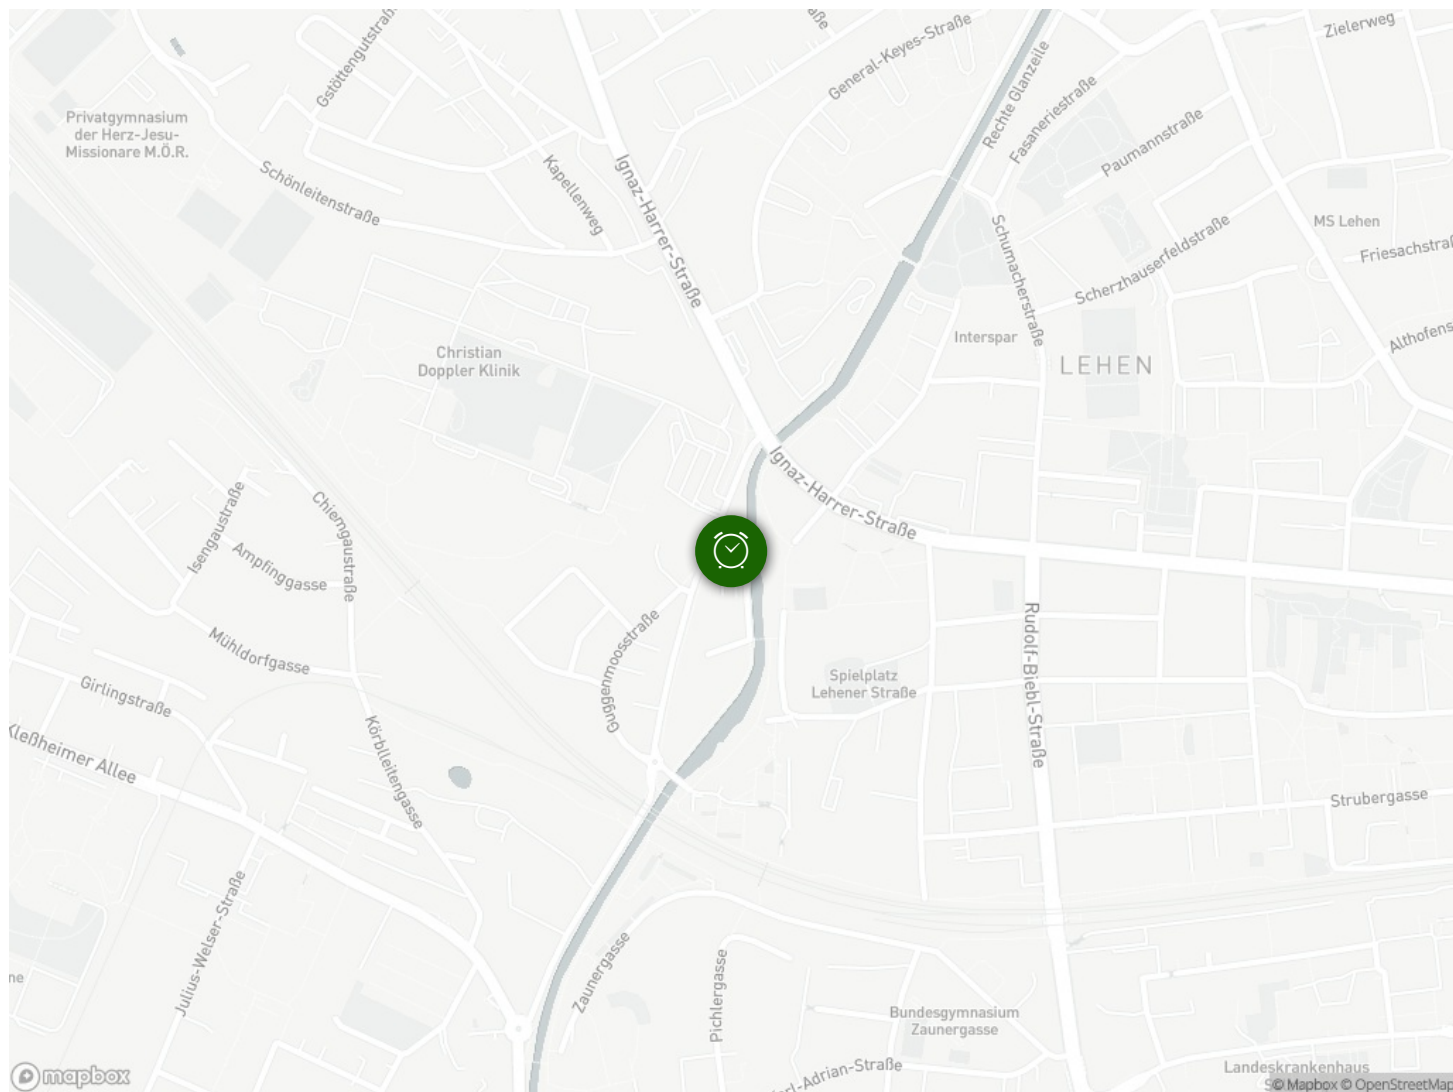 Zielerweg
General-Keyes-Straße
Gstöttengutstraße
Rechte Glanzeile
Fasaneriestraße
Privatgymnasium
der Herz-Jesu-
Missionare M.Ö.R.
Paumannstraße
Schönleitenstraße
Kapellenweg
Ignaz-Harrer-Straße
Schumacherstraße
Scherzhauserfeldstraße
MS Lehen
Interspar
LEHEN
Christian
Doppler Klinik
Ignaz-Harrer-Straße
Isengaustraße
Chiemgaustraße
Ampfinggasse
Mühldorfgasse
Guggenmoosstraße
Rudolf-Biebl-Straße
Spielplatz
Lehener Straße
Girlingstraße
Kleßheimer Allee
Körblleitengasse
Strubergasse
Julius-Welser-Straße
Zaunergasse
Pichlergasse
Bundesgymnasium
Zaunergasse
Landeskrankenhaus
mapbox
© Mapbox © OpenStreetMap